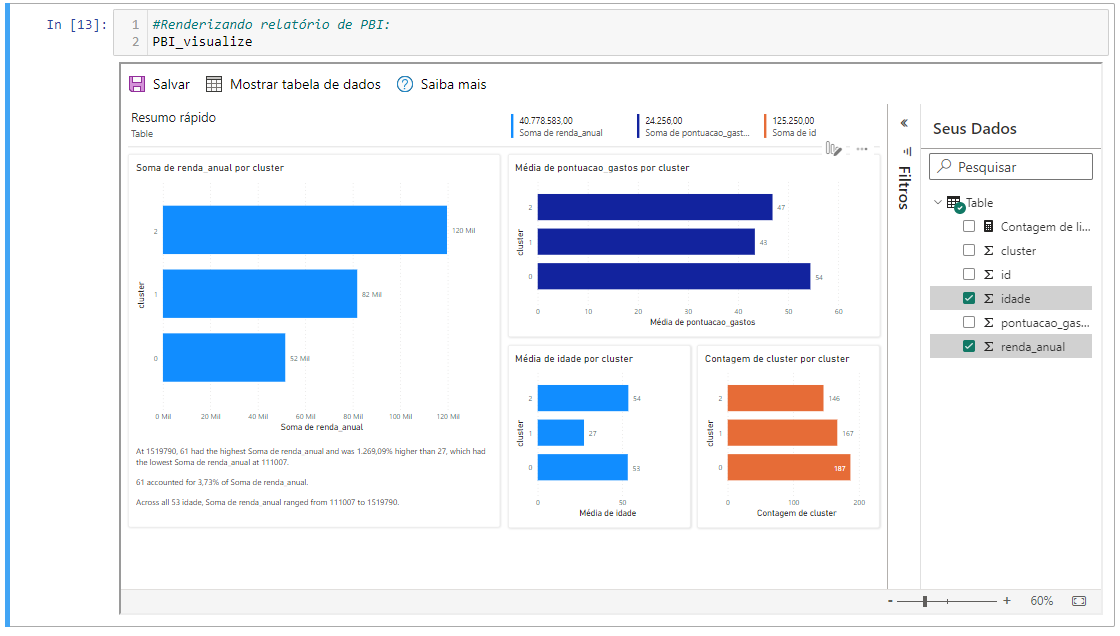 In [13]:
1 #Renderizando relatório de PBI:
2 PBI_visualize
Salvar
Mostrar tabela de dados
Saiba mais
Resumo rápido
Table
40.778.583,00
Soma de renda_anual
24.256,00
Soma de pontuacao_gast...
125.250,00
Soma de id
Soma de renda_anual por cluster
cluster
2
120 Mil
1
82 Mil
0
52 Mil
0 Mil 20 Mil 40 Mil 60 Mil 80 Mil 100 Mil 120 Mil
Soma de renda_anual
At 1519790, 61 had the highest Soma de renda_anual and was 1.269,09% higher than 27, which had
the lowest Soma de renda_anual at 111007.
61 accounted for 3,73% of Soma de renda_anual.
Across all 53 idade, Soma de renda_anual ranged from 111007 to 1519790.
Média de pontuacao_gastos por cluster
cluster
2
47
1
43
0
54
0 10 20 30 40 50 60
Média de pontuacao_gastos
Média de idade por cluster
cluster
2
54
1
27
0
53
0 50
Média de idade
Contagem de cluster por cluster
cluster
2
146
1
167
0
187
0 100 200
Contagem de cluster
Filtros
Seus Dados
Pesquisar
Table
Contagem de li...
cluster
id
idade
pontuacao_gas...
renda_anual
- + 60%